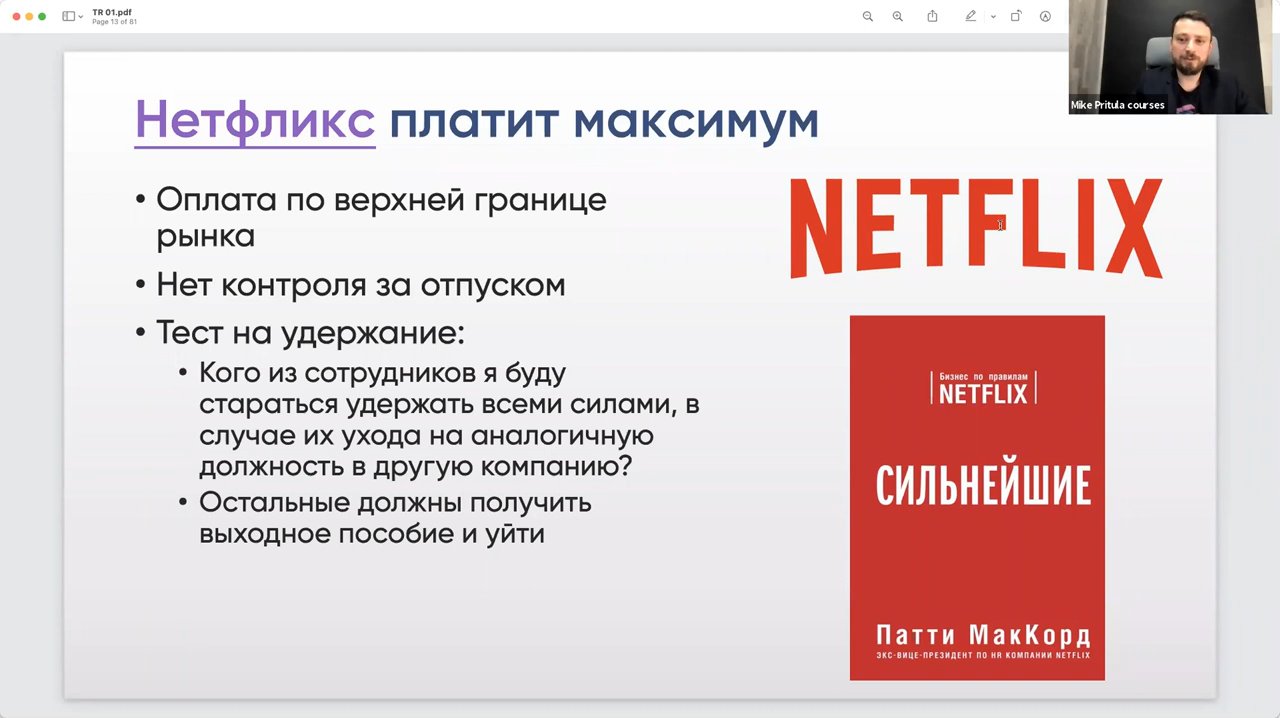 TR 01.pdf
Page 13 of 81
Mike Pritula courses
Нетфликс платит максимум
• Оплата по верхней границе
рынка
• Нет контроля за отпуском
• Тест на удержание:
• Кого из сотрудников я буду
стараться удержать всеми силами, в
случае их ухода на аналогичную
должность в другую компанию?
• Остальные должны получить
выходное пособие и уйти
NETFLIX
Бизнес по правилам
NETFLIX
СИЛЬНЕЙШИЕ
Патти МакКорд
ЭКС-ВИЦЕ-ПРЕЗИДЕНТ ПО HR КОМПАНИИ NETFLIX